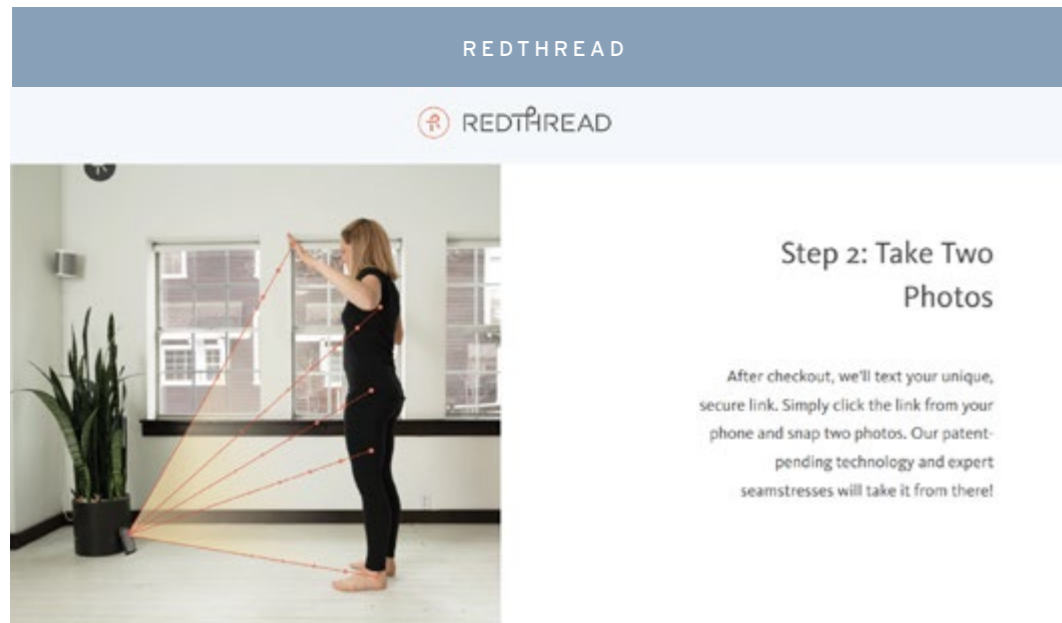 REDTHREAD
REDTHREAD
Step 2: Take Two
Photos
After checkout, we'll text your unique,
secure link. Simply click the link from your
phone and snap two photos. Our patent-
pending technology and expert
seamstresses will take it from there!